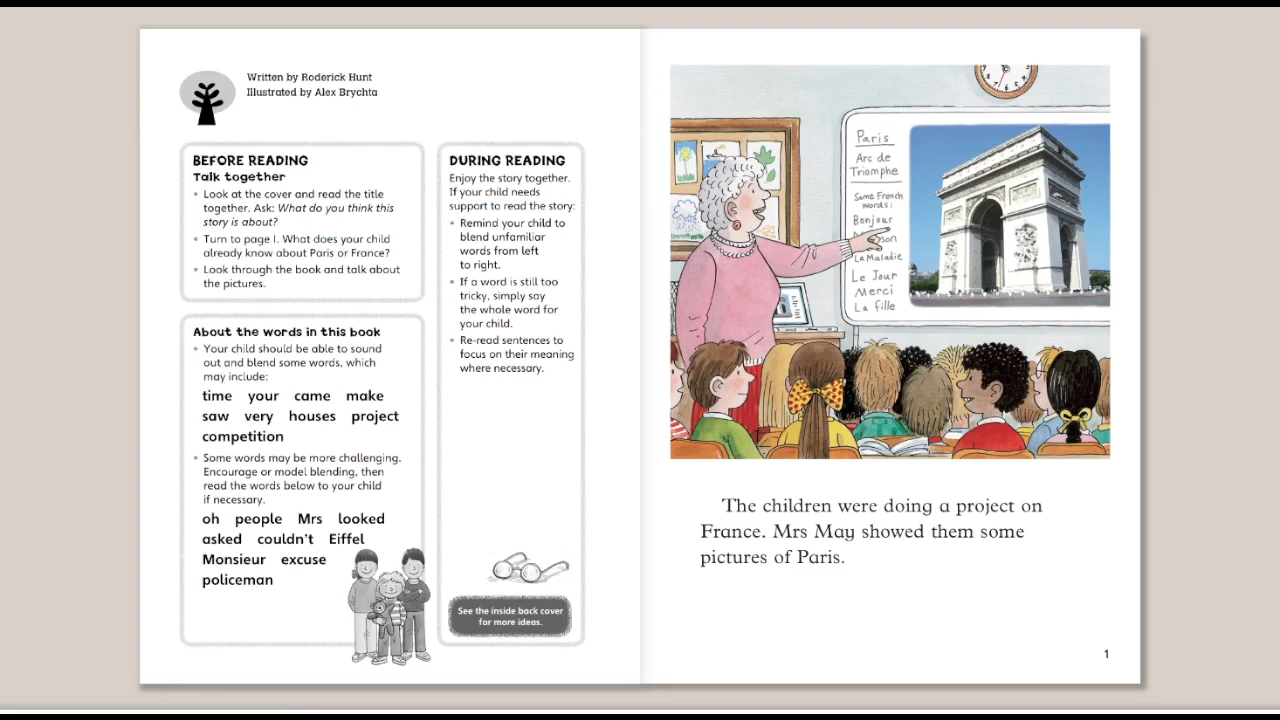 Written by Roderick Hunt
Illustrated by Alex Brychta
BEFORE READING
Talk together
• Look at the cover and read the title
together. Ask: What do you think this
story is about?
• Turn to page 1. What does your child
already know about Paris or France?
• Look through the book and talk about
the pictures.
About the words in this book
• Your child should be able to sound
out and blend some words, which
may include:
time your came make
saw very houses project
competition
• Some words may be more challenging.
Encourage or model blending, then
read the words below to your child
if necessary.
oh people Mrs looked
asked couldn't Eiffel
Monsieur excuse
policeman
DURING READING
Enjoy the story together.
If your child needs
support to read the story:
• Remind your child to
blend unfamiliar
words from left
to right.
• If a word is still too
tricky, simply say
the whole word for
your child.
• Re-read sentences to
focus on their meaning
where necessary.
See the inside back cover
for more ideas.
Paris
Arc de
Triomphe
Some French
words:
Bonjour
La Maladie
Le Jour
Merci
La fille
The children were doing a project on
France. Mrs May showed them some
pictures of Paris.
1